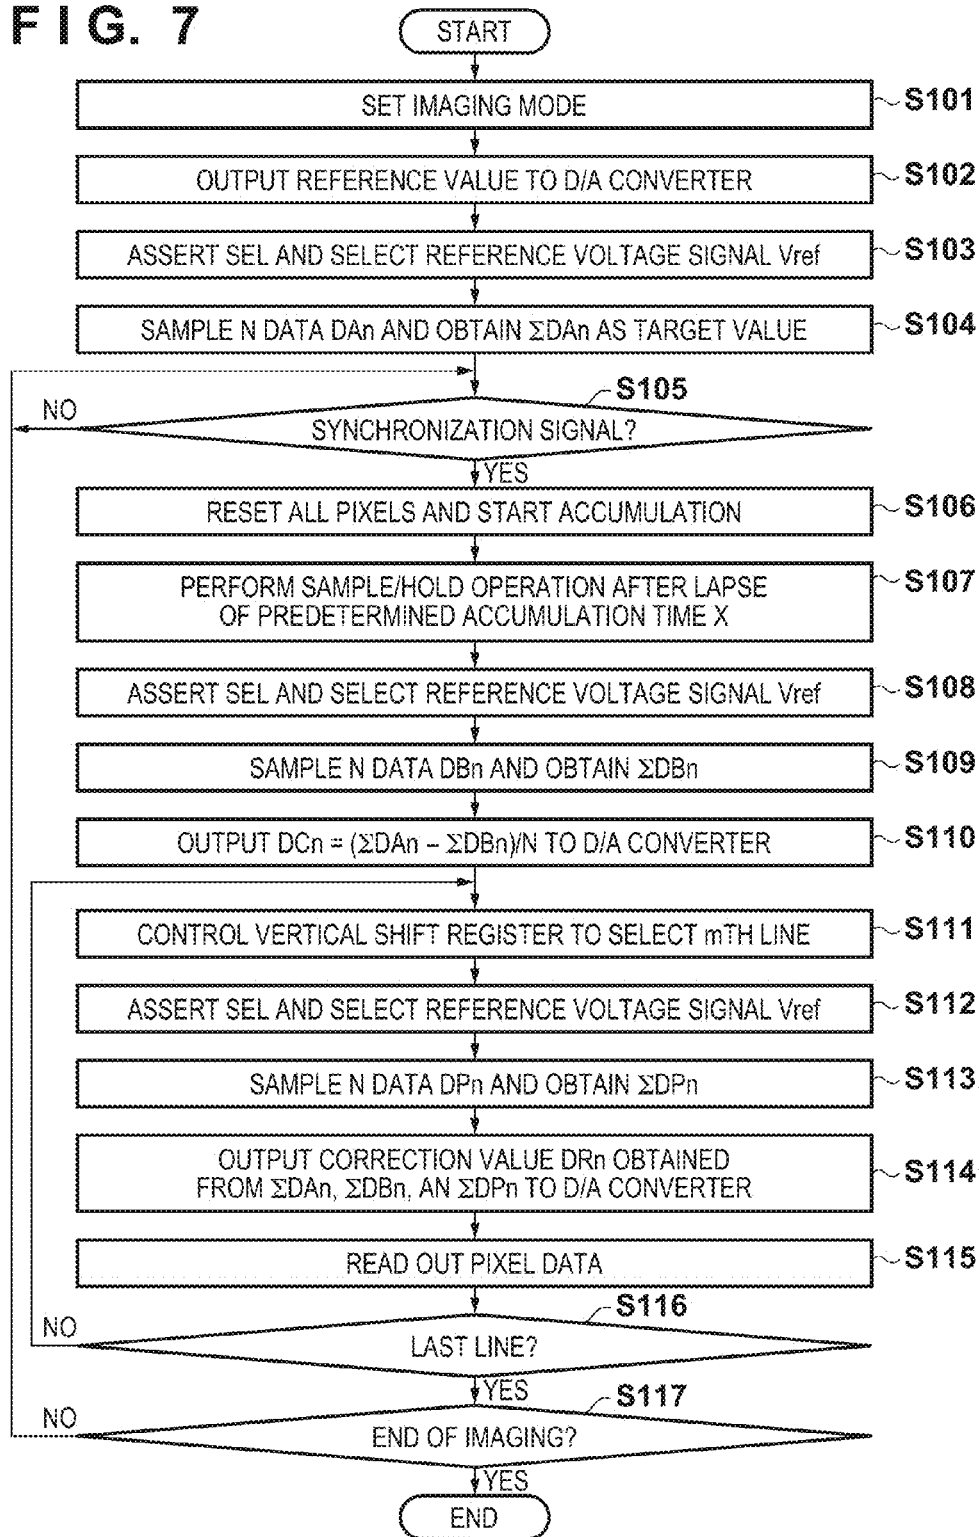 FIG. 7
START
SET IMAGING MODE
S101
OUTPUT REFERENCE VALUE TO D/A CONVERTER
S102
ASSERT SEL AND SELECT REFERENCE VOLTAGE SIGNAL Vref
S103
SAMPLE N DATA DAn AND OBTAIN ΣDAn AS TARGET VALUE
S104
S105
NO
SYNCHRONIZATION SIGNAL?
YES
RESET ALL PIXELS AND START ACCUMULATION
S106
PERFORM SAMPLE/HOLD OPERATION AFTER LAPSE
OF PREDETERMINED ACCUMULATION TIME X
S107
ASSERT SEL AND SELECT REFERENCE VOLTAGE SIGNAL Vref
S108
SAMPLE N DATA DBn AND OBTAIN ΣDBn
S109
OUTPUT DCn = (ΣDAn – ΣDBn)/N TO D/A CONVERTER
S110
CONTROL VERTICAL SHIFT REGISTER TO SELECT mTH LINE
S111
ASSERT SEL AND SELECT REFERENCE VOLTAGE SIGNAL Vref
S112
SAMPLE N DATA DPn AND OBTAIN ΣDPn
S113
OUTPUT CORRECTION VALUE DRn OBTAINED
FROM ΣDAn, ΣDBn, AN ΣDPn TO D/A CONVERTER
S114
READ OUT PIXEL DATA
S115
S116
NO
LAST LINE?
YES
S117
NO
END OF IMAGING?
YES
END